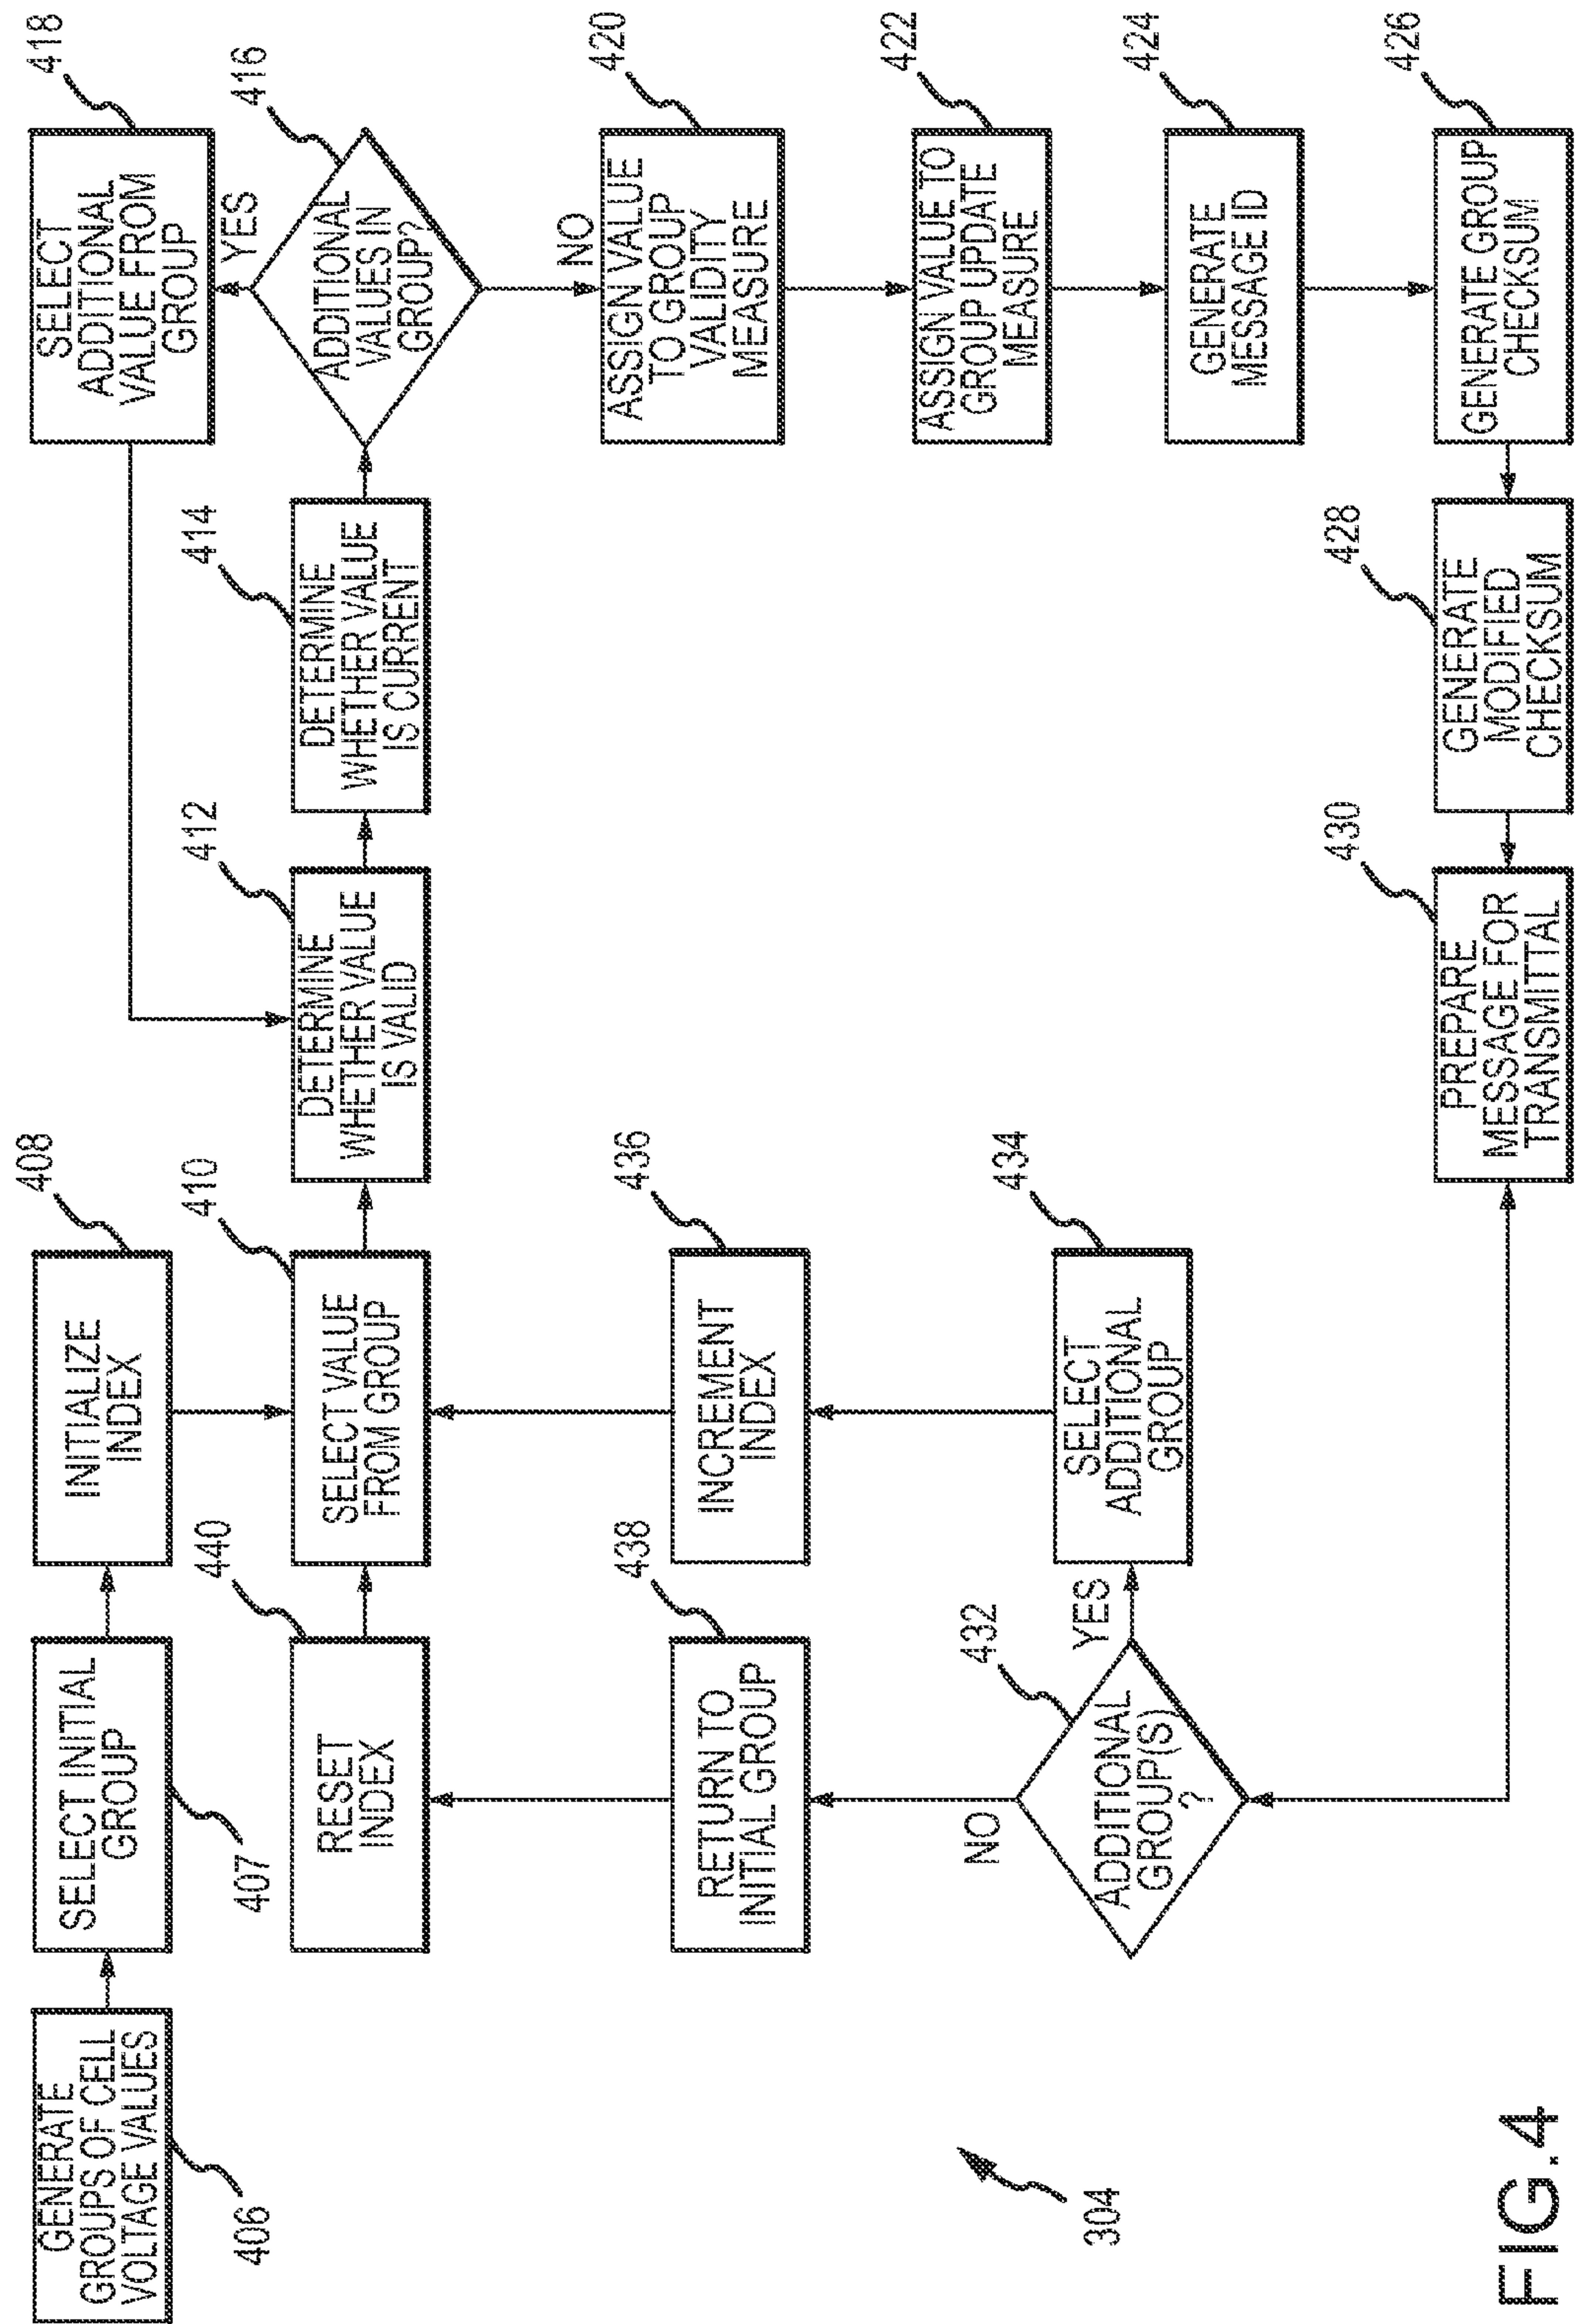 GENERATE
GROUPS OF CELL
VOLTAGE VALUES
406
SELECT INITIAL
GROUP
407
INITIALIZE
INDEX
408
RESET
INDEX
440
SELECT VALUE
FROM GROUP
410
DETERMINE
WHETHER VALUE
IS VALID
412
DETERMINE
WHETHER VALUE
IS CURRENT
414
ADDITIONAL
VALUES IN
GROUP?
416
YES
SELECT
ADDITIONAL
VALUE FROM
GROUP
418
NO
ASSIGN VALUE
TO GROUP
VALIDITY
MEASURE
420
ASSIGN VALUE TO
GROUP UPDATE
MEASURE
422
GENERATE
MESSAGE ID
424
GENERATE GROUP
CHECKSUM
426
GENERATE
MODIFIED
CHECKSUM
428
PREPARE
MESSAGE FOR
TRANSMITTAL
430
ADDITIONAL
GROUP(S)
?
432
YES
SELECT
ADDITIONAL
GROUP
434
INCREMENT
INDEX
436
NO
RETURN TO
INITIAL GROUP
438
304
FIG.4